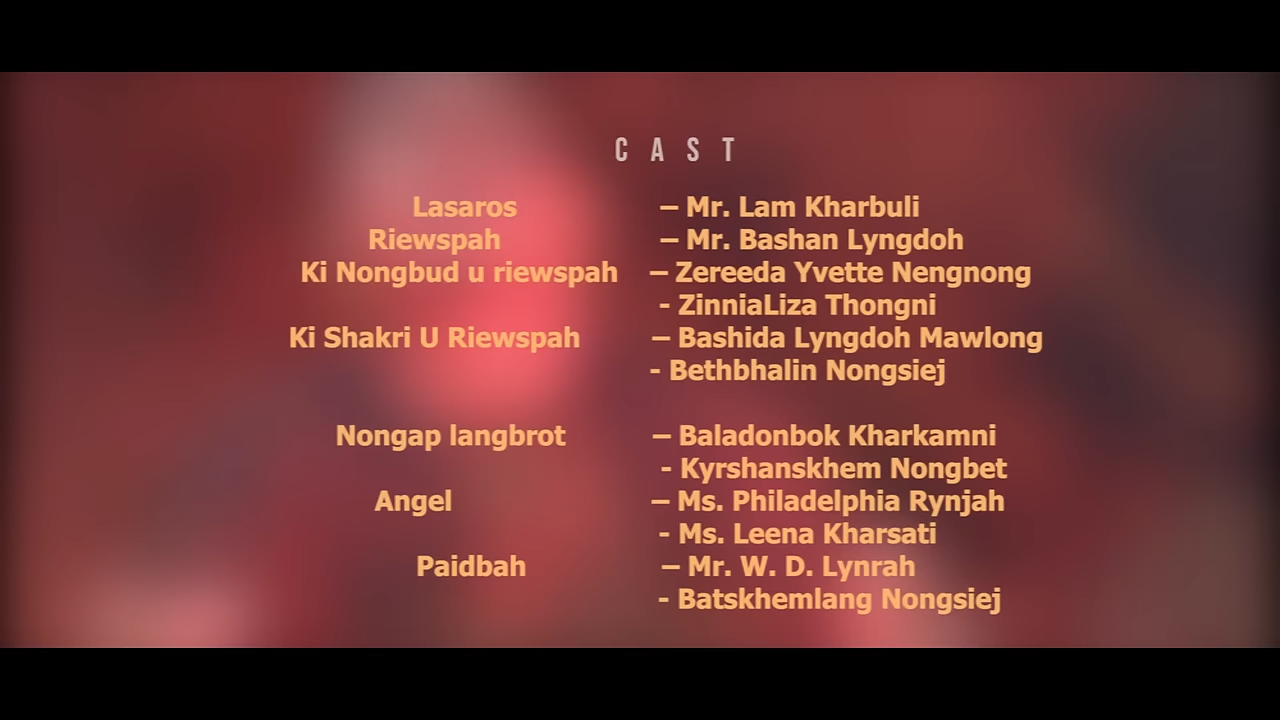 CAST
Lasaros – Mr. Lam Kharbuli
Riewspah – Mr. Bashan Lyngdoh
Ki Nongbud u riewspah – Zereeda Yvette Nengnong
- ZinniaLiza Thongni
Ki Shakri U Riewspah – Bashida Lyngdoh Mawlong
- Bethbhalin Nongsiej
Nongap langbrot – Baladonbok Kharkamni
- Kyrshanskhem Nongbet
Angel – Ms. Philadelphia Rynjah
- Ms. Leena Kharsati
Paidbah – Mr. W. D. Lynrah
- Batskhemlang Nongsiej